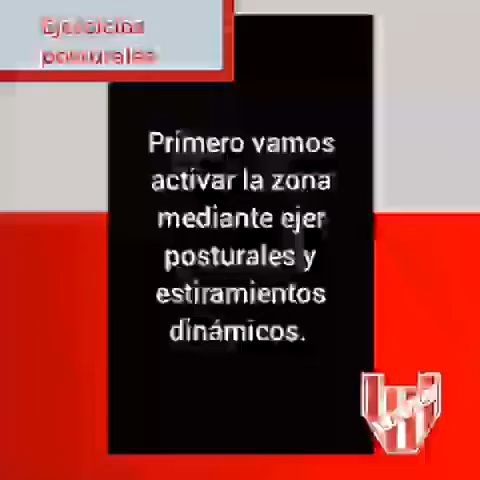 Ejercicios
posturales
Primero vamos
activar la zona
mediante ejer
posturales y
estiramientos
dinámicos.